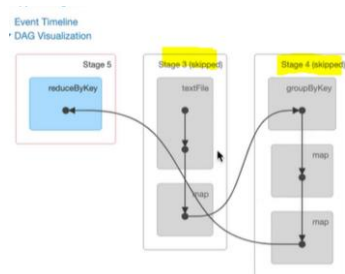 Event Timeline
DAG Visualization
Stage 5
Stage 3 (skipped)
Stage 4 (skipped)
reduceByKey
textFile
groupByKey
map
map
map